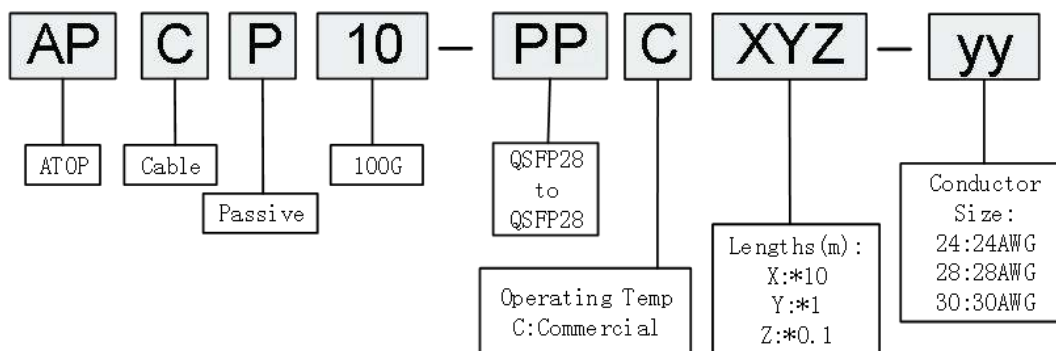 AP C P 10 — PP C XYZ — yy
ATOP
Cable
Passive
100G
QSFP28
to
QSFP28
Operating Temp
C:Commercial
Lengths(m):
X:*10
Y:*1
Z:*0.1
Conductor
Size:
24:24AWG
28:28AWG
30:30AWG